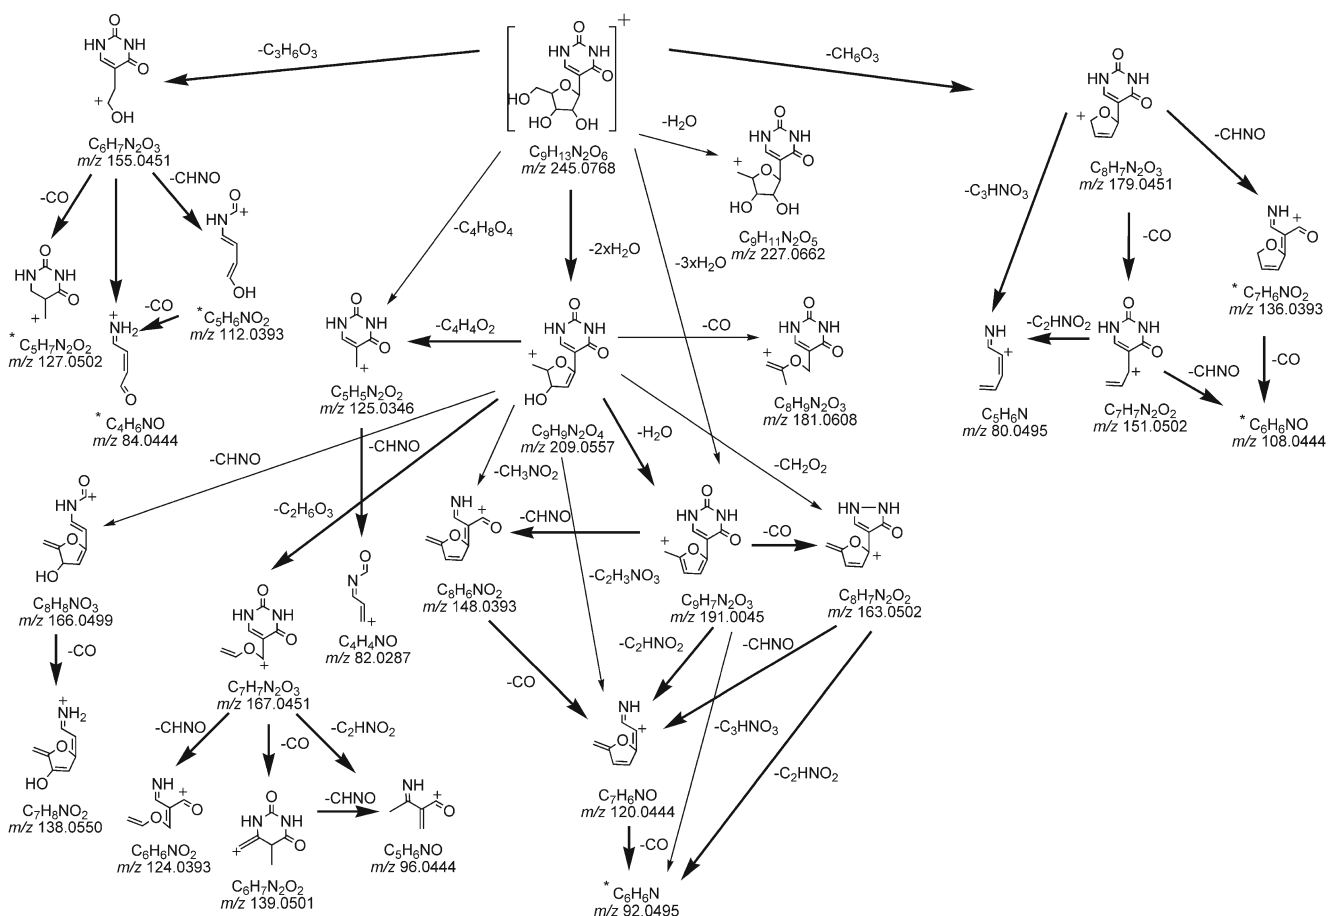 -C3H6O3
-CH6O3
-H2O
-CHNO
C6H7N2O3
m/z 155.0451
C9H13N2O6
m/z 245.0768
C8H7N2O3
m/z 179.0451
-CO
-CHNO
-C4H8O4
-2xH2O
C9H11N2O5
m/z 227.0662
-3xH2O
-C3HNO3
-CO
*C7H6NO2
m/z 136.0393
*C5H7N2O2
m/z 127.0502
-CO
*C5H6NO2
m/z 112.0393
-C4H4O2
-CO
-C2HNO2
-CHNO
-CO
*C4H6NO
m/z 84.0444
C5H5N2O2
m/z 125.0346
C9H9N2O4
m/z 209.0557
C8H9N2O3
m/z 181.0608
C5H6N
m/z 80.0495
C7H7N2O2
m/z 151.0502
*C6H6NO
m/z 108.0444
-CHNO
-CHNO
-H2O
-CH3NO2
-CH2O2
-C2H6O3
-CHNO
-CO
C8H8NO3
m/z 166.0499
C8H6NO2
m/z 148.0393
-C2H3NO3
C9H7N2O3
m/z 191.0045
C8H7N2O2
m/z 163.0502
-CO
C7H7N2O3
m/z 167.0451
C4H4NO
m/z 82.0287
-CO
-C2HNO2
-CHNO
-CHNO
-CO
-C2HNO2
-C3HNO3
-C2HNO2
C7H8NO2
m/z 138.0550
C6H6NO2
m/z 124.0393
-CHNO
C6H7N2O2
m/z 139.0501
C5H6NO
m/z 96.0444
C7H6NO
m/z 120.0444
-CO
*C6H6N
m/z 92.0495